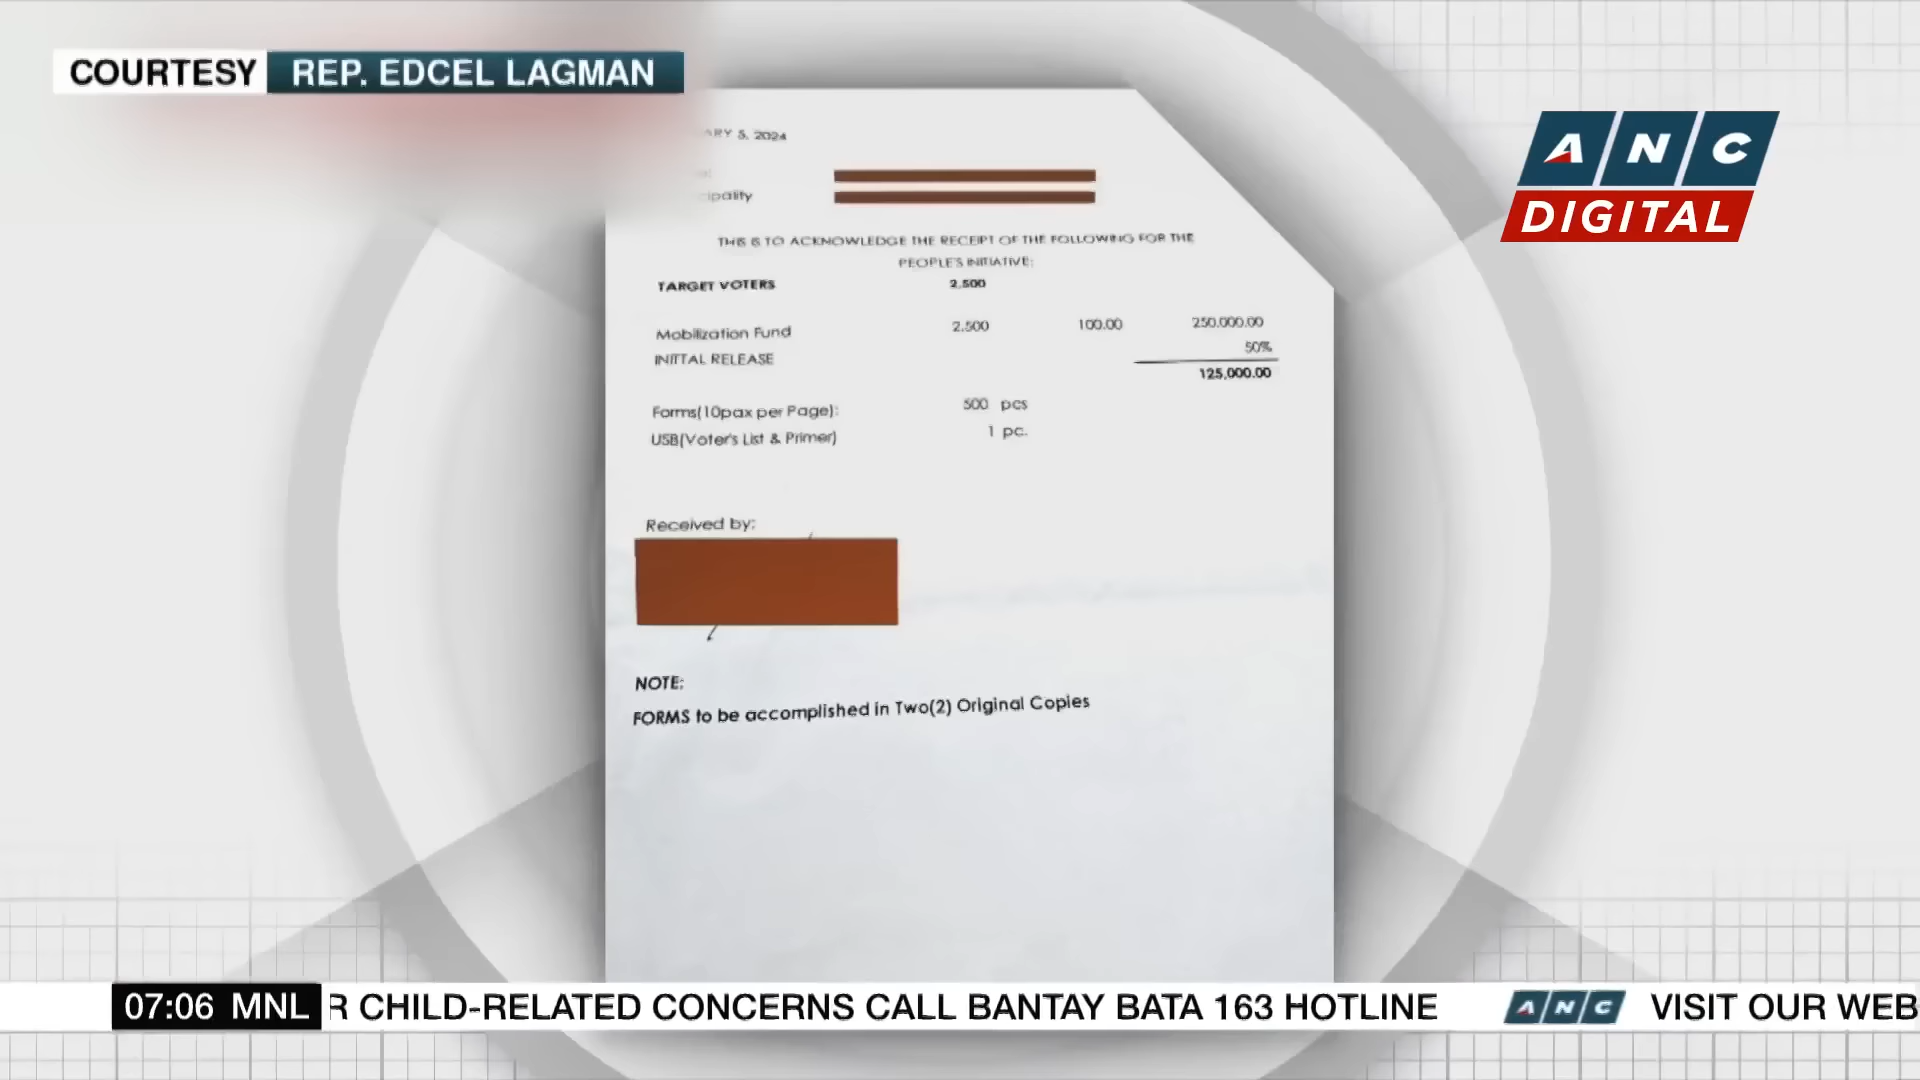 COURTESY REP. EDCEL LAGMAN
ARY 5, 2024
ANC
DIGITAL
cipality
THIS IS TO ACKNOWLEDGE THE RECEIPT OF THE FOLLOWING FOR THE
PEOPLE'S INITIATIVE:
TARGET VOTERS 2,500
Mobilization Fund 2,500 100.00 250,000.00
INITIAL RELEASE 50%
125,000.00
Forms(10pax per Page): 500 pcs
USB(Voter's List & Primer) 1 pc.
Received by:
NOTE:
FORMS to be accomplished in Two(2) Original Copies
07:06 MNL R CHILD-RELATED CONCERNS CALL BANTAY BATA 163 HOTLINE ANC VISIT OUR WEB